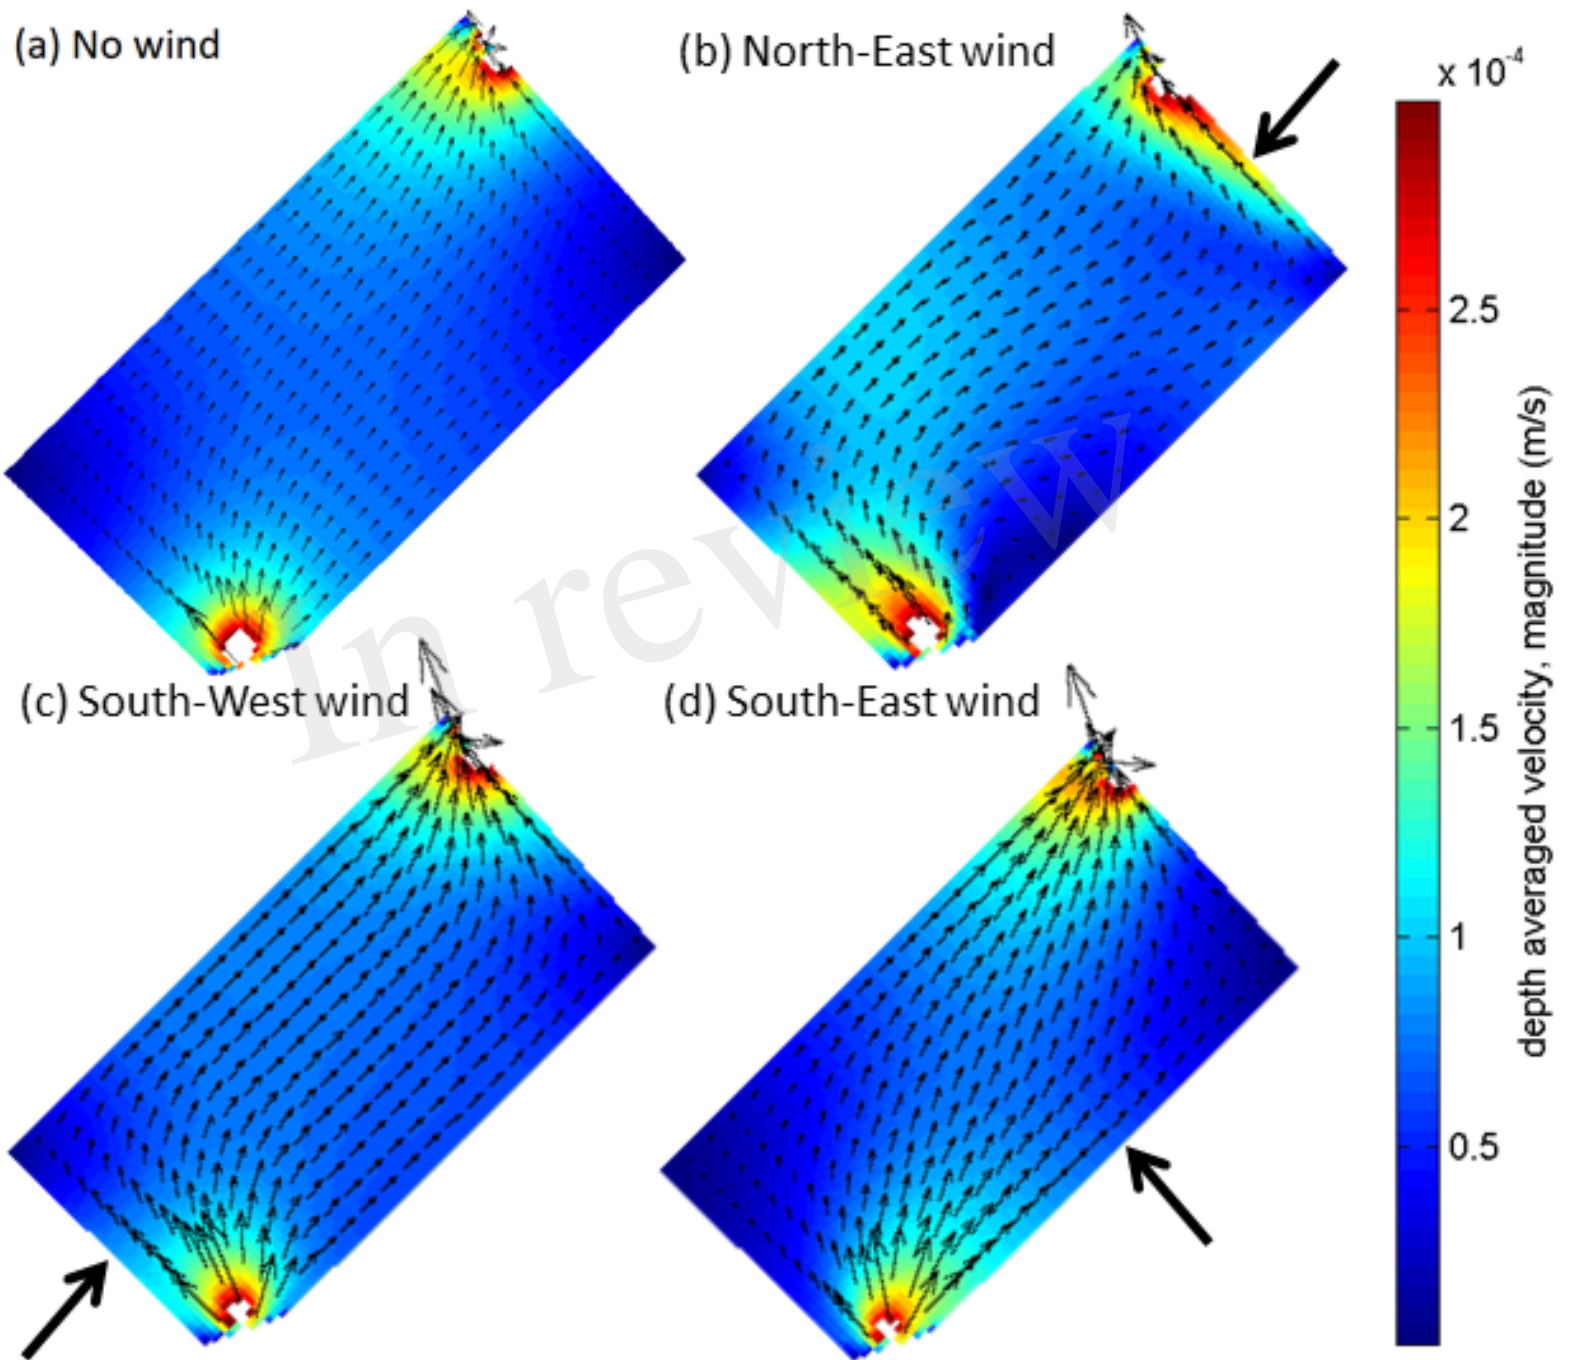 (a) No wind
(b) North-East wind
x 10-4
2.5
2
1.5
1
0.5
depth averaged velocity, magnitude (m/s)
In review
(c) South-West wind
(d) South-East wind